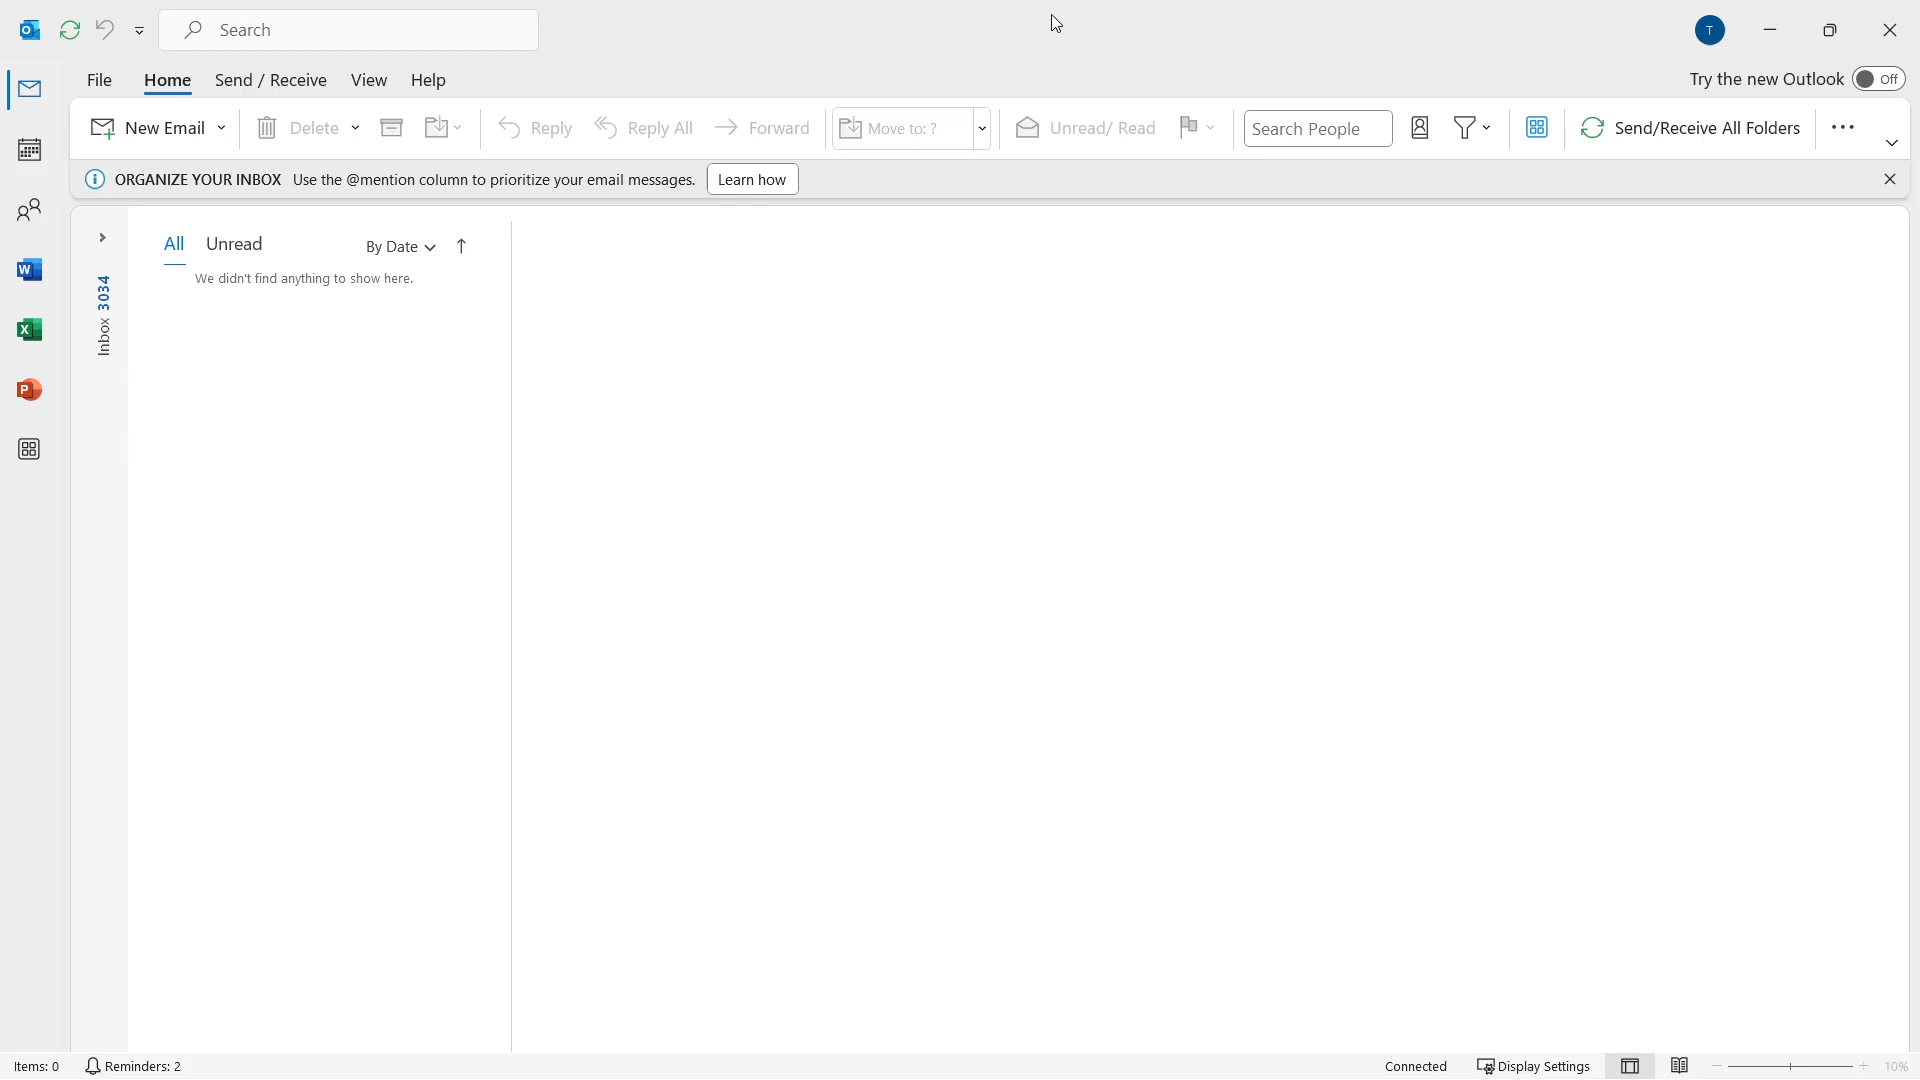 Search
T
File Home Send / Receive View Help
Try the new Outlook Off
New Email Delete Reply Reply All Forward Move to: ? Unread/ Read Search People Send/Receive All Folders
ORGANIZE YOUR INBOX Use the @mention column to prioritize your email messages. Learn how
All Unread By Date
We didn't find anything to show here.
Inbox 3034
Items: 0 Reminders: 2 Connected Display Settings 10%